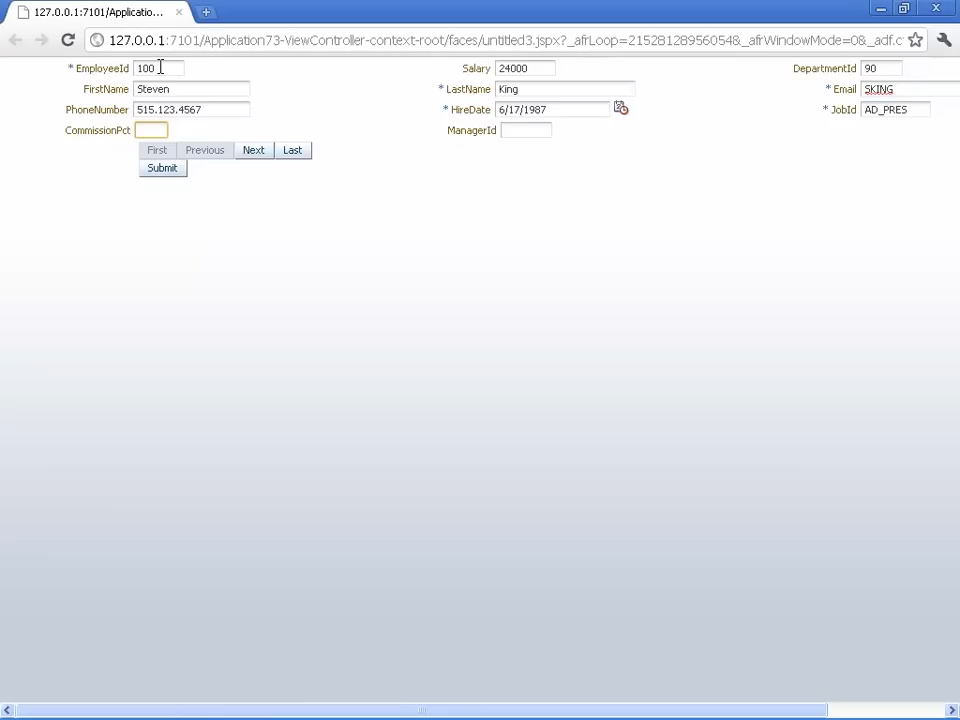 127.0.0.1:7101/Applicatio...
127.0.0.1:7101/Application73-ViewController-context-root/faces/untitled3.jspx?_afrLoop=21528128956054&_afrWindowMode=0&_adf.c
* EmployeeId 100 Salary 24000 DepartmentId 90
FirstName Steven * LastName King * Email SKING
PhoneNumber 515.123.4567 * HireDate 6/17/1987 * JobId AD_PRES
CommissionPct ManagerId
First Previous Next Last
Submit